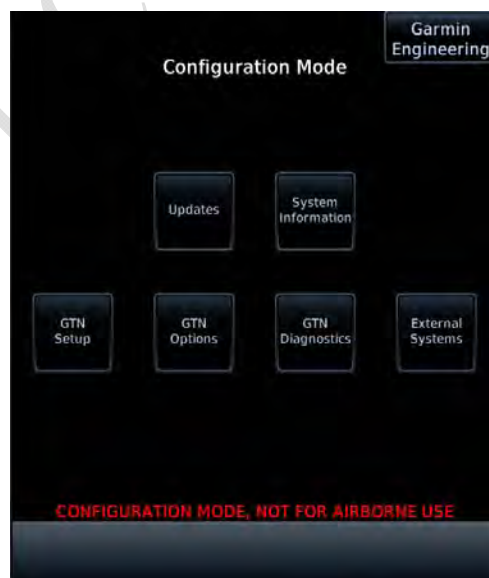 Garmin
Engineering
Configuration Mode
Updates
System
Information
GTN
Setup
GTN
Options
GTN
Diagnostics
External
Systems
CONFIGURATION MODE, NOT FOR AIRBORNE USE